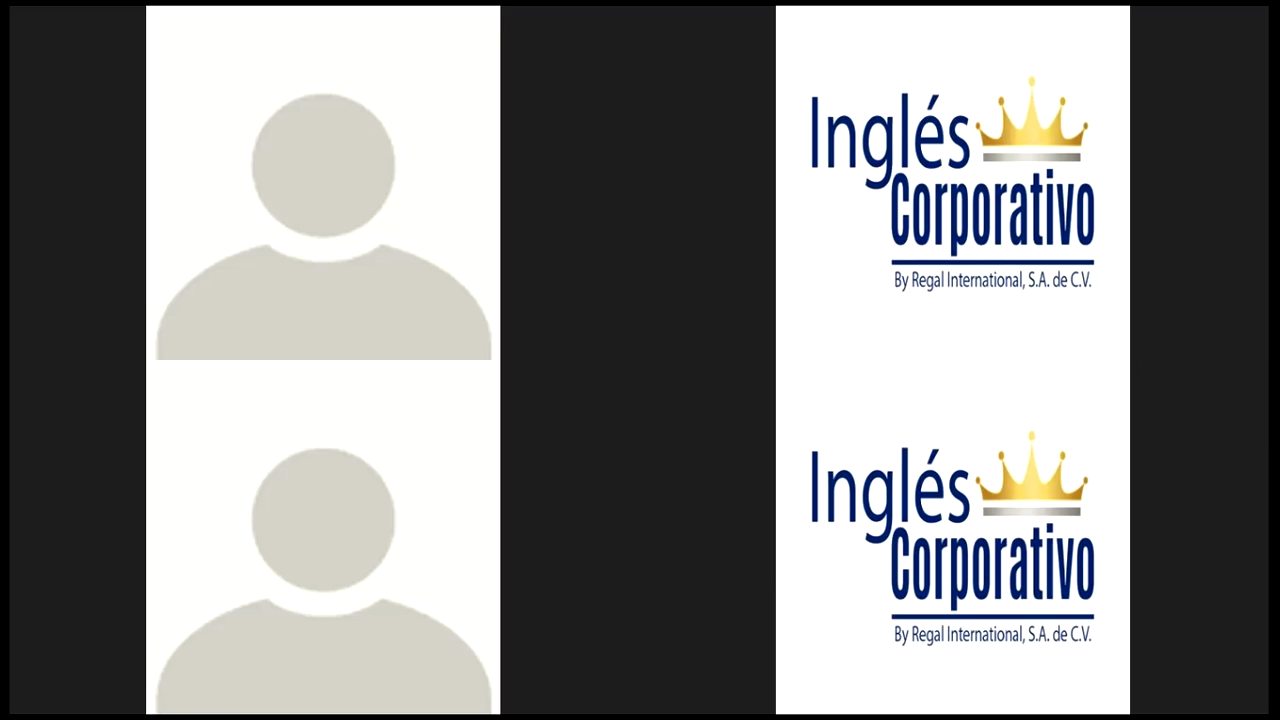 Inglés
Corporativo
By Regal International, S.A. de C.V.
Inglés
Corporativo
By Regal International, S.A. de C.V.